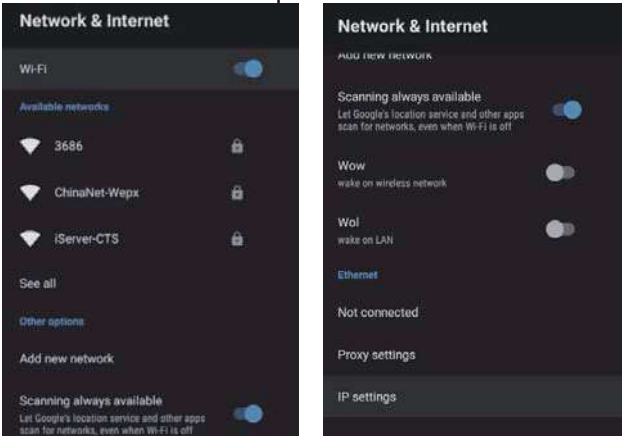 Network & Internet
Wi-Fi
Available networks
3686
ChinaNet-Wepx
iServer-CTS
See all
Other options
Add new network
Scanning always available
Let Google's location service and other apps
scan for networks, even when Wi-Fi is off
Network & Internet
Add new network
Scanning always available
Let Google's location service and other apps
scan for networks, even when Wi-Fi is off
Wow
wake on wireless network
Wol
wake on LAN
Ethernet
Not connected
Proxy settings
IP settings